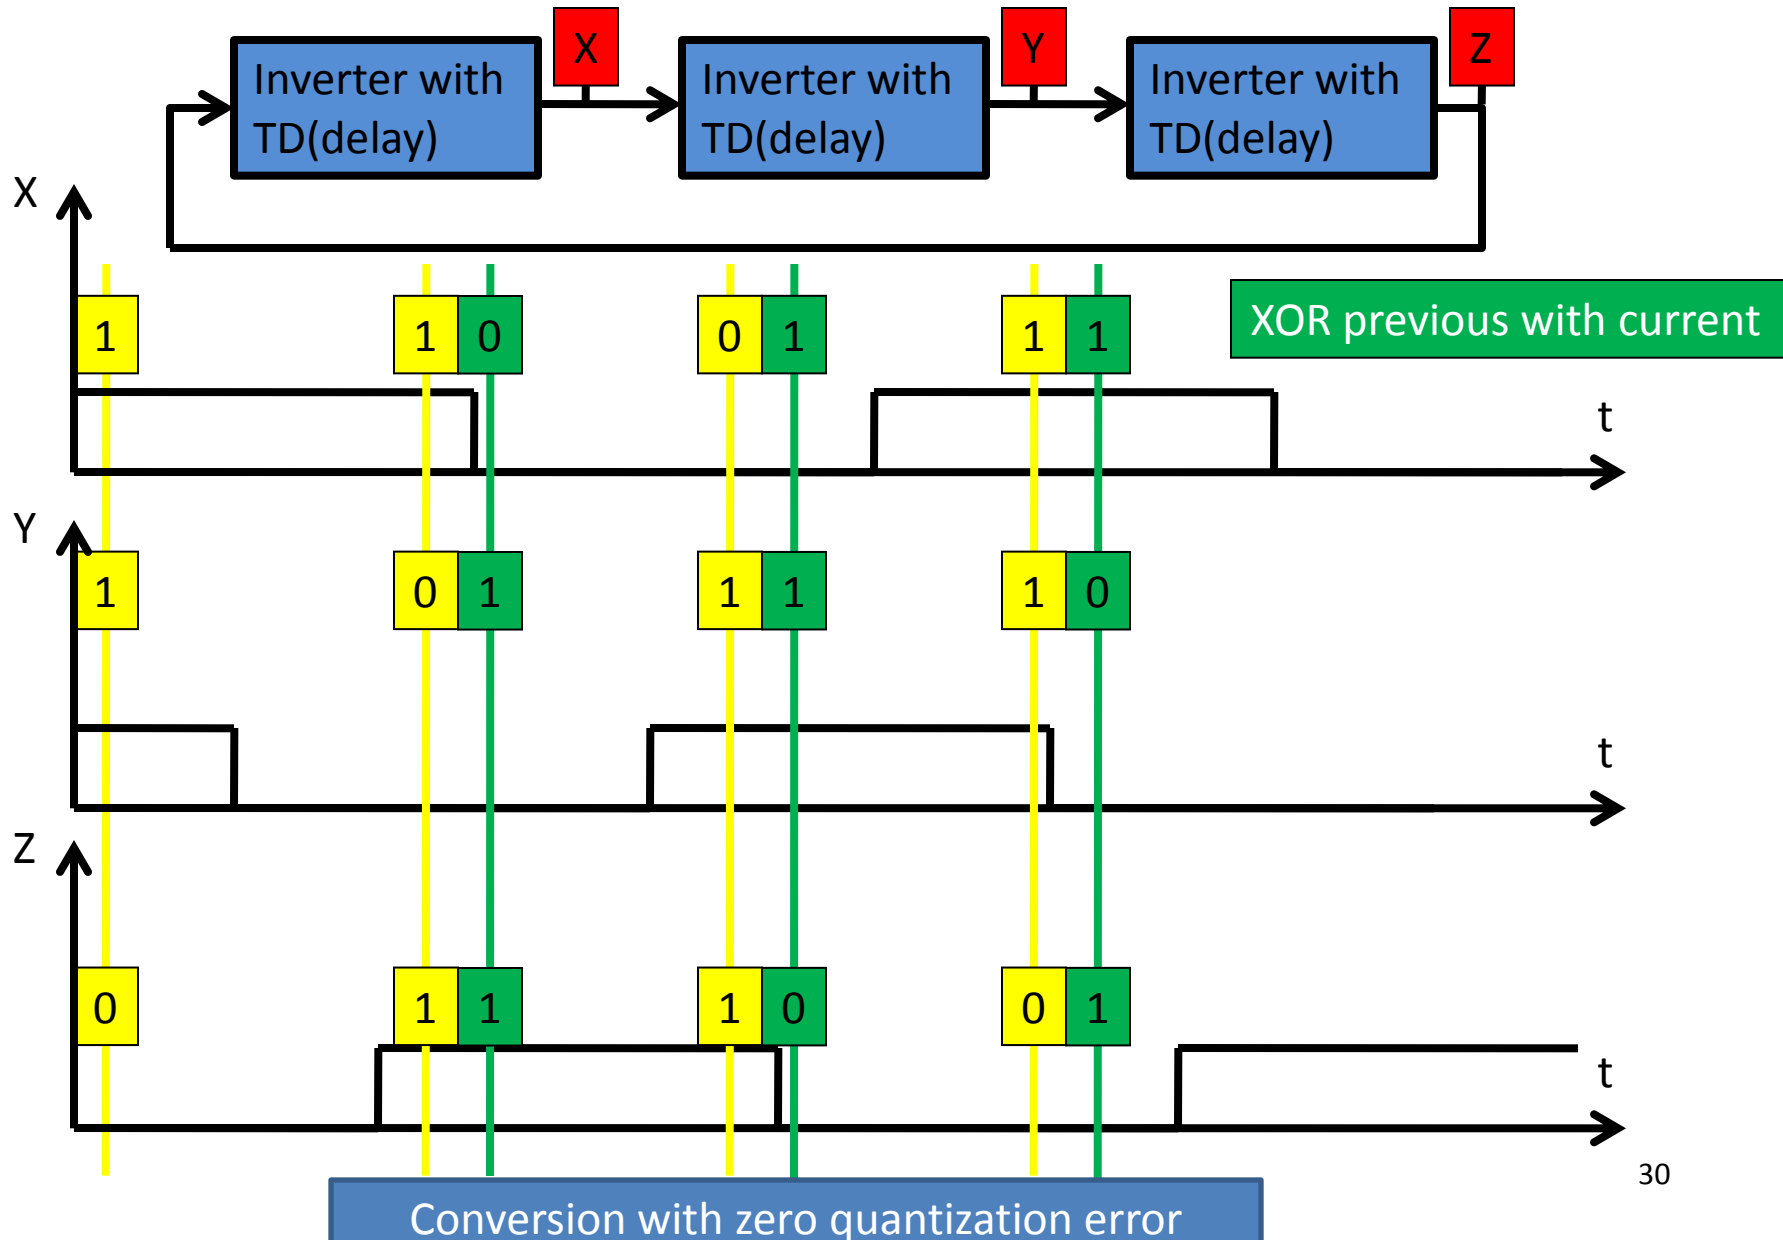 X Y Z
Inverter with Inverter with Inverter with
TD(delay) TD(delay) TD(delay)
X
1 1 0 0 1 1 1
XOR previous with current
t
Y
1 0 1 1 1 1 0
t
Z
0 1 1 1 0 0 1
t
30
Conversion with zero quantization error